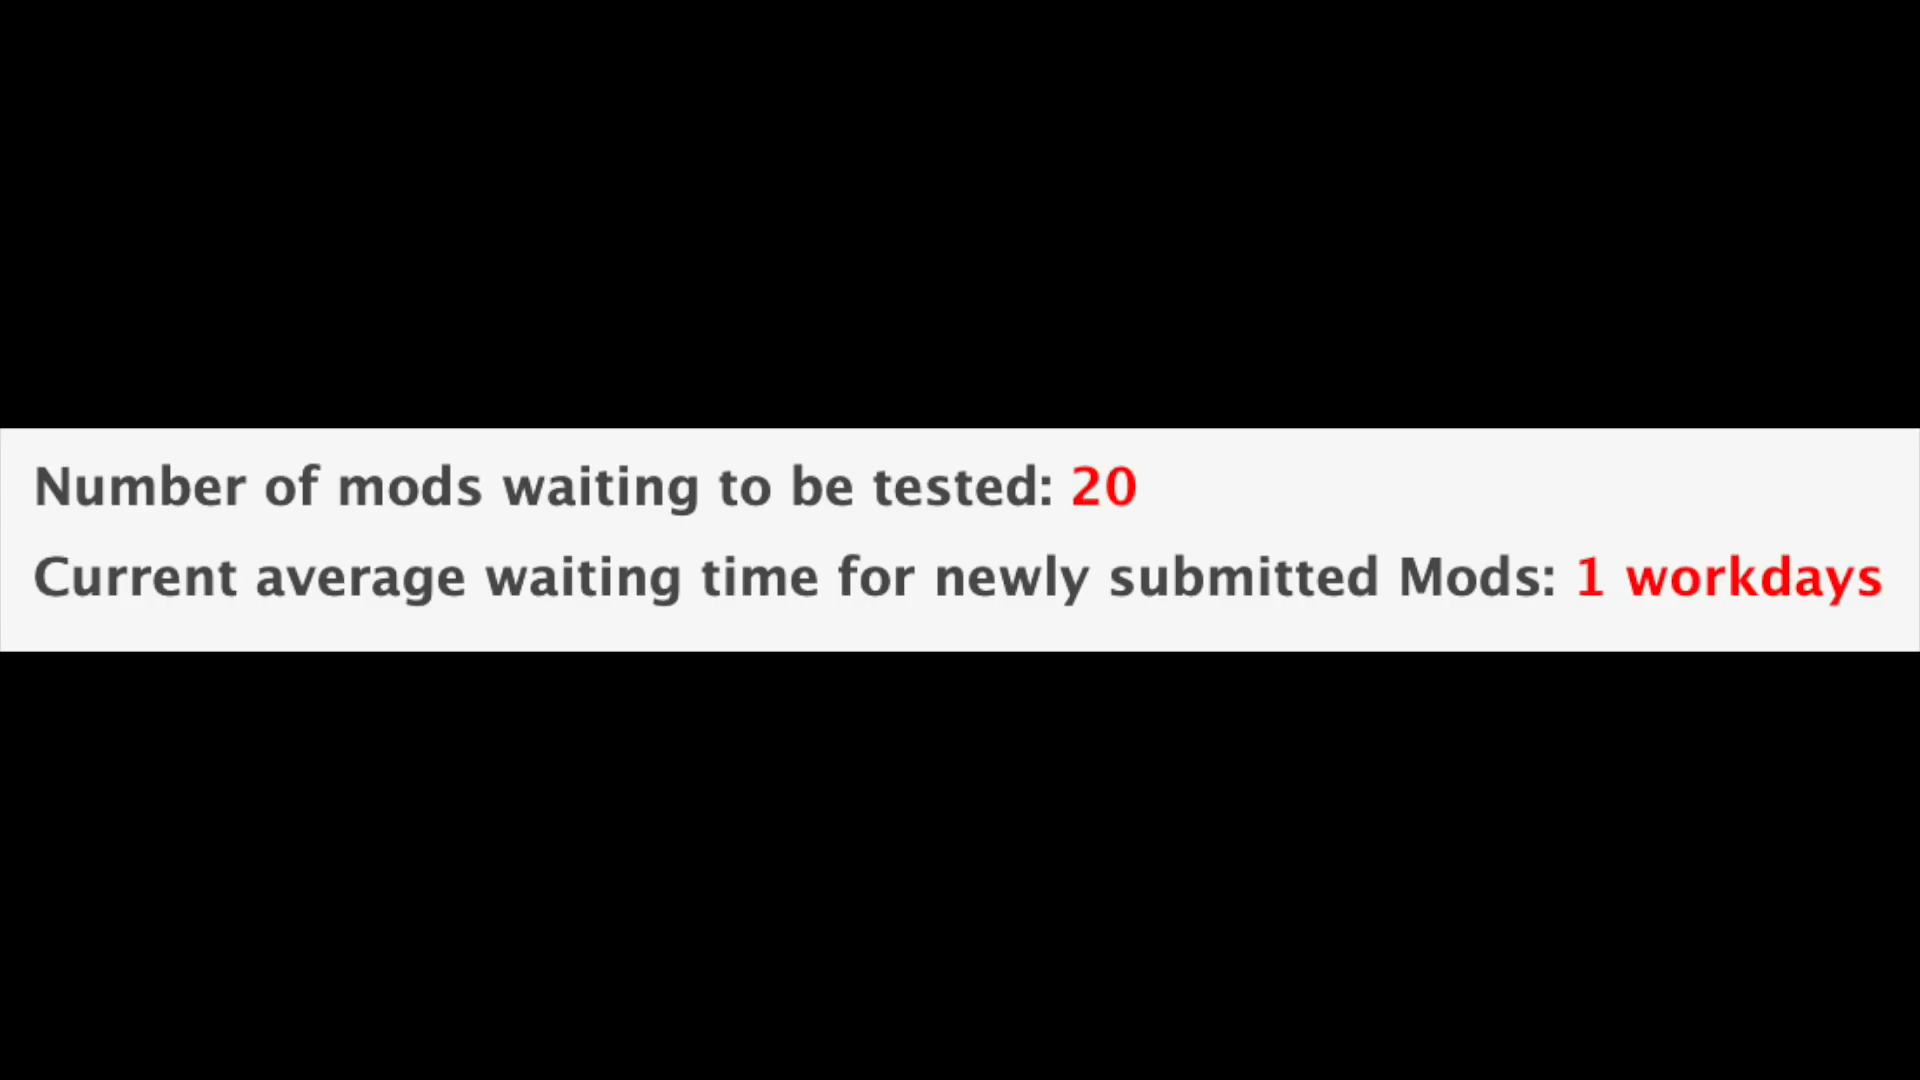 Number of mods waiting to be tested: 20
Current average waiting time for newly submitted Mods: 1 workdays